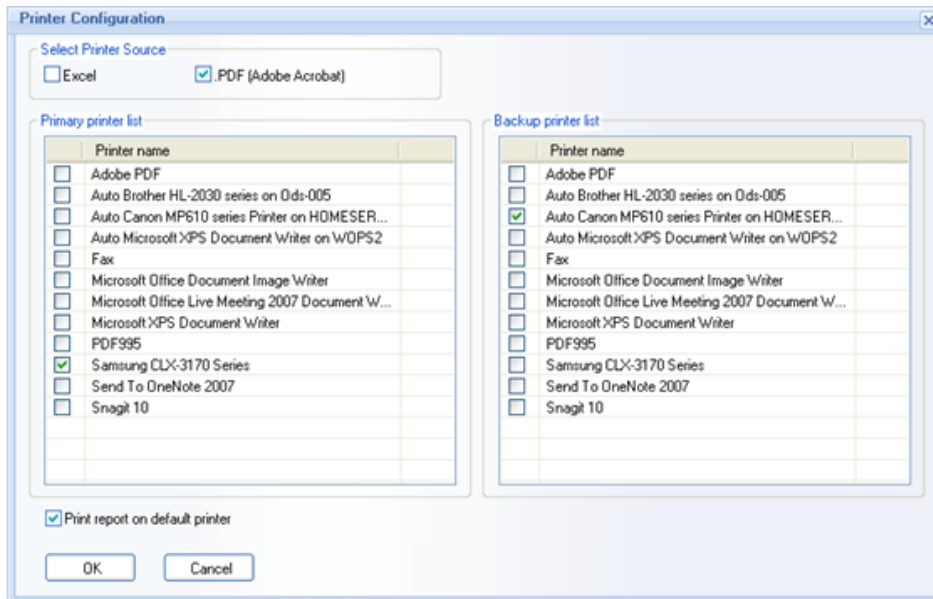 Printer Configuration
Select Printer Source
Excel
.PDF (Adobe Acrobat)
Primary printer list
Printer name
Adobe PDF
Auto Brother HL-2030 series on Ods-005
Auto Canon MP610 series Printer on HOMESER...
Auto Microsoft XPS Document Writer on WOPS2
Fax
Microsoft Office Document Image Writer
Microsoft Office Live Meeting 2007 Document W...
Microsoft XPS Document Writer
PDF995
Samsung CLX-3170 Series
Send To OneNote 2007
Snagit 10
Backup printer list
Printer name
Adobe PDF
Auto Brother HL-2030 series on Ods-005
Auto Canon MP610 series Printer on HOMESER...
Auto Microsoft XPS Document Writer on WOPS2
Fax
Microsoft Office Document Image Writer
Microsoft Office Live Meeting 2007 Document W...
Microsoft XPS Document Writer
PDF995
Samsung CLX-3170 Series
Send To OneNote 2007
Snagit 10
Print report on default printer
OK
Cancel